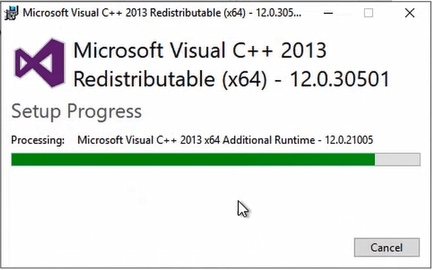 Microsoft Visual C++ 2013 Redistributable (x64) - 12.0.305...
Microsoft Visual C++ 2013
Redistributable (x64) - 12.0.30501
Setup Progress
Processing: Microsoft Visual C++ 2013 x64 Additional Runtime - 12.0.21005
Cancel